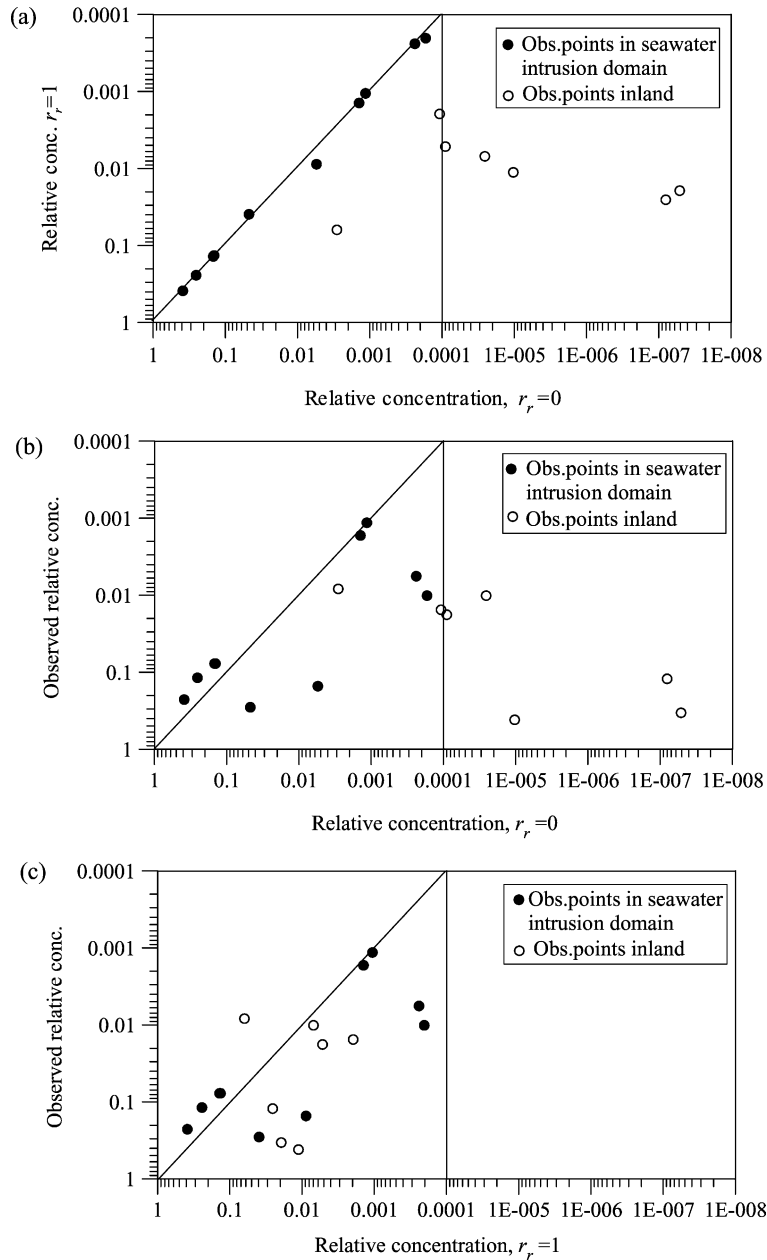 (a)
0.0001
0.001
0.01
0.1
1
Relative conc. rr=1
Obs.points in seawater
intrusion domain
Obs.points inland
1 0.1 0.01 0.001 0.0001 1E-005 1E-006 1E-007 1E-008
Relative concentration, rr=0
(b)
0.0001
0.001
0.01
0.1
1
Observed relative conc.
Obs.points in seawater
intrusion domain
Obs.points inland
1 0.1 0.01 0.001 0.0001 1E-005 1E-006 1E-007 1E-008
Relative concentration, rr=0
(c)
0.0001
0.001
0.01
0.1
1
Observed relative conc.
Obs.points in seawater
intrusion domain
Obs.points inland
1 0.1 0.01 0.001 0.0001 1E-005 1E-006 1E-007 1E-008
Relative concentration, rr=1